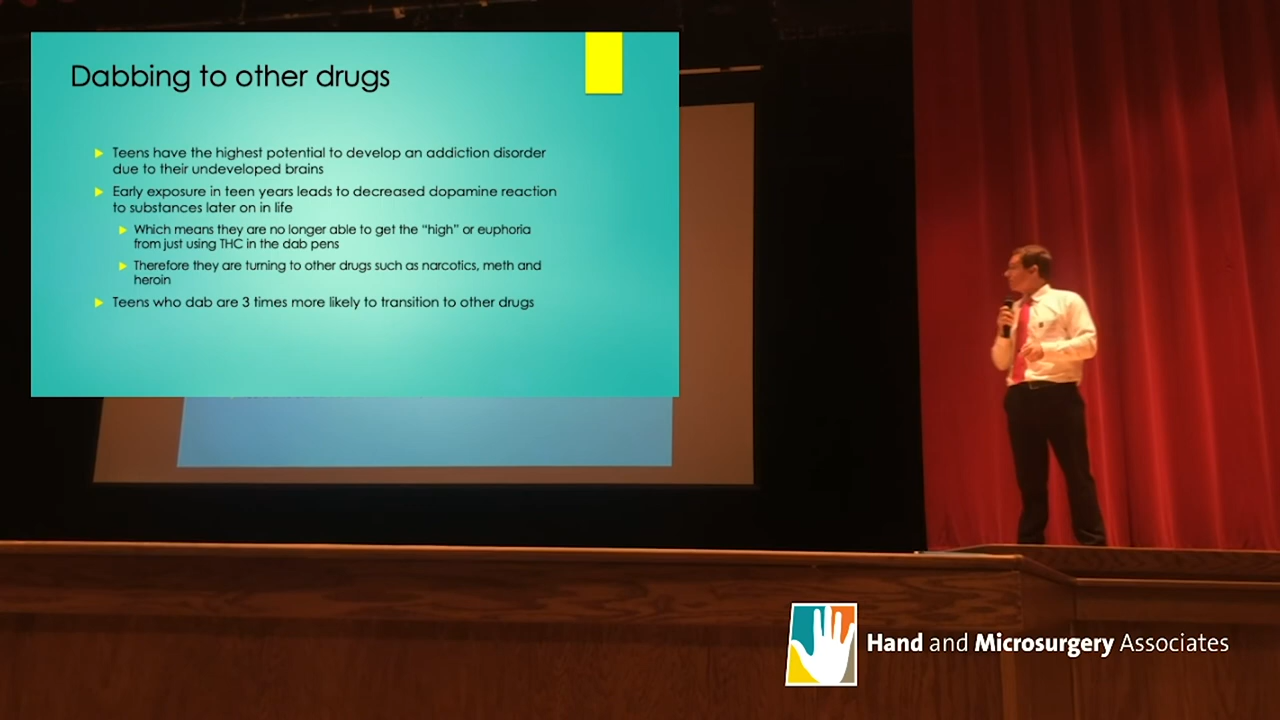 Dabbing to other drugs
Teens have the highest potential to develop an addiction disorder
due to their undeveloped brains
Early exposure in teen years leads to decreased dopamine reaction
to substances later on in life
Which means they are no longer able to get the “high” or euphoria
from just using THC in the dab pens
Therefore they are turning to other drugs such as narcotics, meth and
heroin
Teens who dab are 3 times more likely to transition to other drugs
Hand and Microsurgery Associates